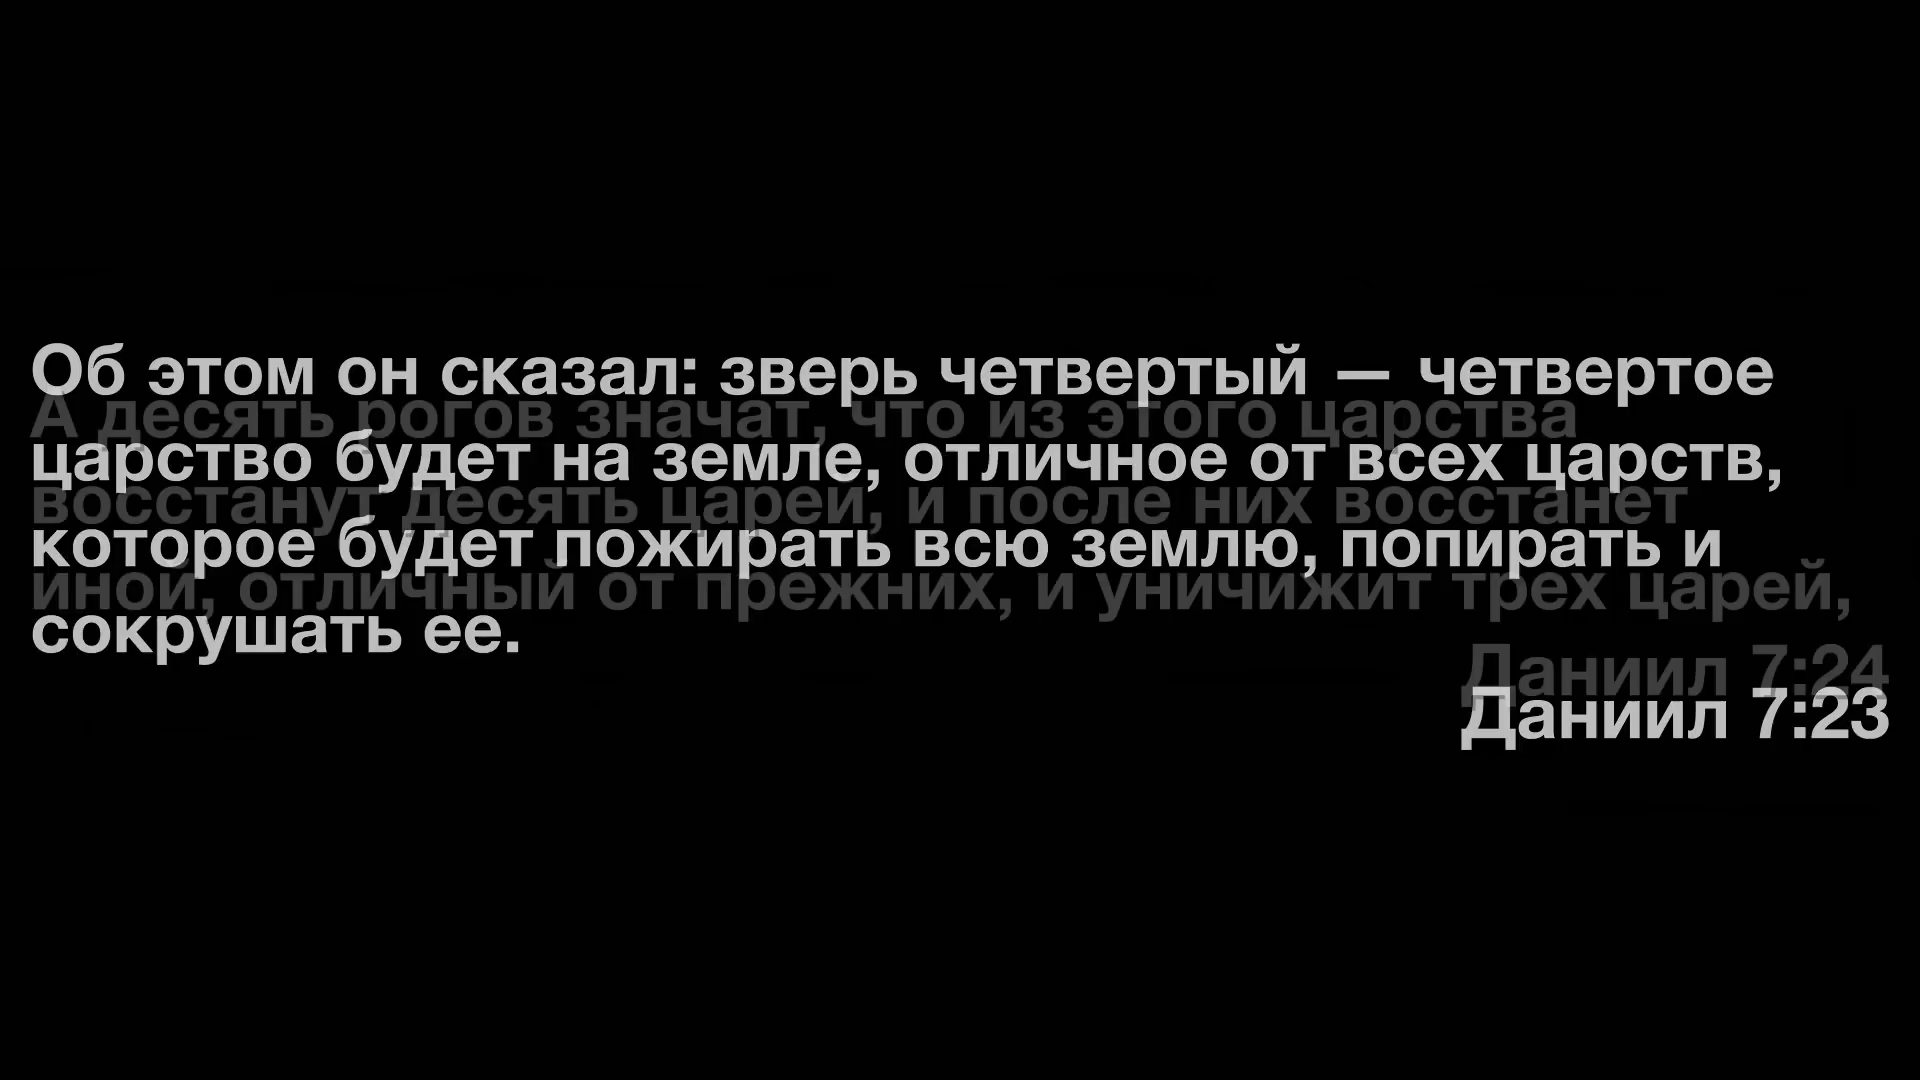 Об этом он сказал: зверь четвертый — четвертое
царство будет на земле, отличное от всех царств,
которое будет пожирать всю землю, попирать и
сокрушать ее.
Даниил 7:23
А десять рогов значат, что из этого царства
восстанут десять царей, и после них восстанет
иной, отличный от прежних, и уничижит трех царей,
Даниил 7:24